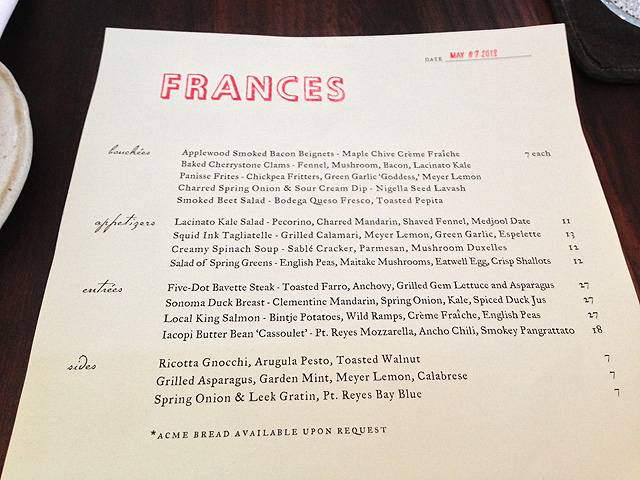 DATE MAY 07 2013
FRANCES
bouchées
Applewood Smoked Bacon Beignets - Maple Chive Crème Fraîche 7 each
Baked Cherrystone Clams - Fennel, Mushroom, Bacon, Lacinato Kale
Panisse Frites - Chickpea Fritters, Green Garlic 'Goddess,' Meyer Lemon
Charred Spring Onion & Sour Cream Dip - Nigella Seed Lavash
Smoked Beet Salad - Bodega Queso Fresco, Toasted Pepita
appetizers
Lacinato Kale Salad - Pecorino, Charred Mandarin, Shaved Fennel, Medjool Date 11
Squid Ink Tagliatelle - Grilled Calamari, Meyer Lemon, Green Garlic, Espelette 13
Creamy Spinach Soup - Sablé Cracker, Parmesan, Mushroom Duxelles 12
Salad of Spring Greens - English Peas, Maitake Mushrooms, Eatwell Egg, Crisp Shallots 12
entrées
Five-Dot Bavette Steak - Toasted Farro, Anchovy, Grilled Gem Lettuce and Asparagus 27
Sonoma Duck Breast - Clementine Mandarin, Spring Onion, Kale, Spiced Duck Jus 27
Local King Salmon - Bintje Potatoes, Wild Ramps, Crème Fraîche, English Peas 27
Iacopi Butter Bean 'Cassoulet' - Pt. Reyes Mozzarella, Ancho Chili, Smokey Pangrattato 18
sides
Ricotta Gnocchi, Arugula Pesto, Toasted Walnut 7
Grilled Asparagus, Garden Mint, Meyer Lemon, Calabrese 7
Spring Onion & Leek Gratin, Pt. Reyes Bay Blue 7
*ACME BREAD AVAILABLE UPON REQUEST